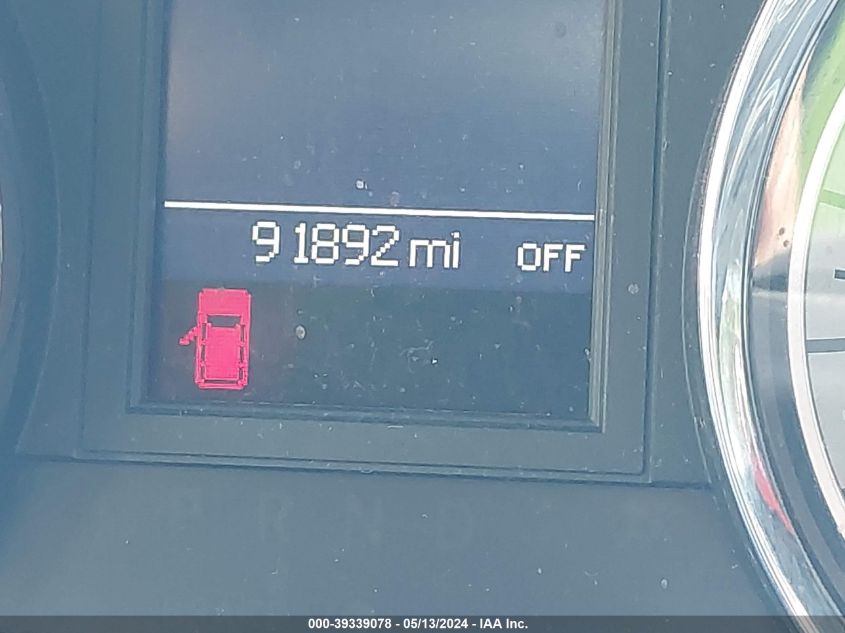 91892 mi OFF
P R N D
000-39339078 - 05/13/2024 - IAA Inc.